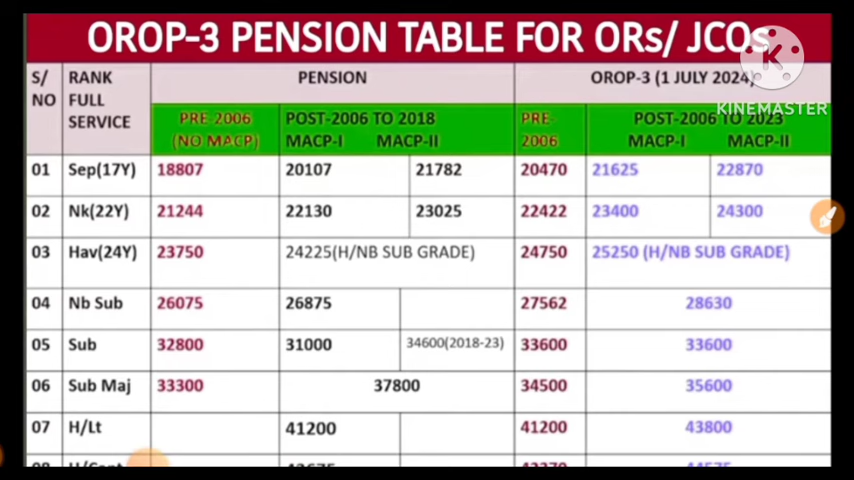 OROP-3 PENSION TABLE FOR ORs/ JCOs
KINEMASTER
S/ NO RANK FULL SERVICE PENSION OROP-3 (1 JULY 2024)
PRE-2006 (NO MACP) POST-2006 TO 2018 MACP-I MACP-II PRE-2006 POST-2006 TO 2023 MACP-I MACP-II
01 Sep(17Y) 18807 20107 21782 20470 21625 22870
02 Nk(22Y) 21244 22130 23025 22422 23400 24300
03 Hav(24Y) 23750 24225(H/NB SUB GRADE) 24750 25250 (H/NB SUB GRADE)
04 Nb Sub 26075 26875 27562 28630
05 Sub 32800 31000 34600(2018-23) 33600 33600
06 Sub Maj 33300 37800 34500 35600
07 H/Lt 41200 41200 43800